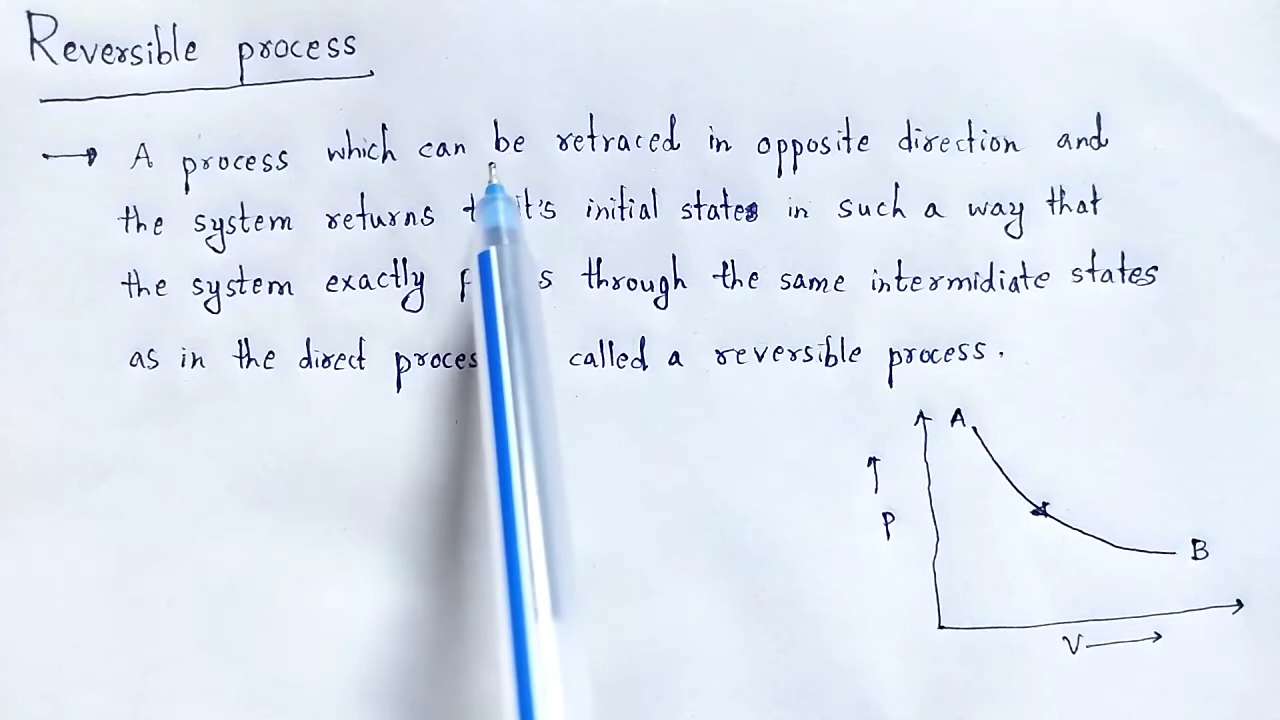 Reversible process
→ A process which can be retraced in opposite direction and
the system returns it's initial states in such a way that
the system exactly through the same intermidiate states
as in the direct called a reversible process.
A
↑
P
B
V →